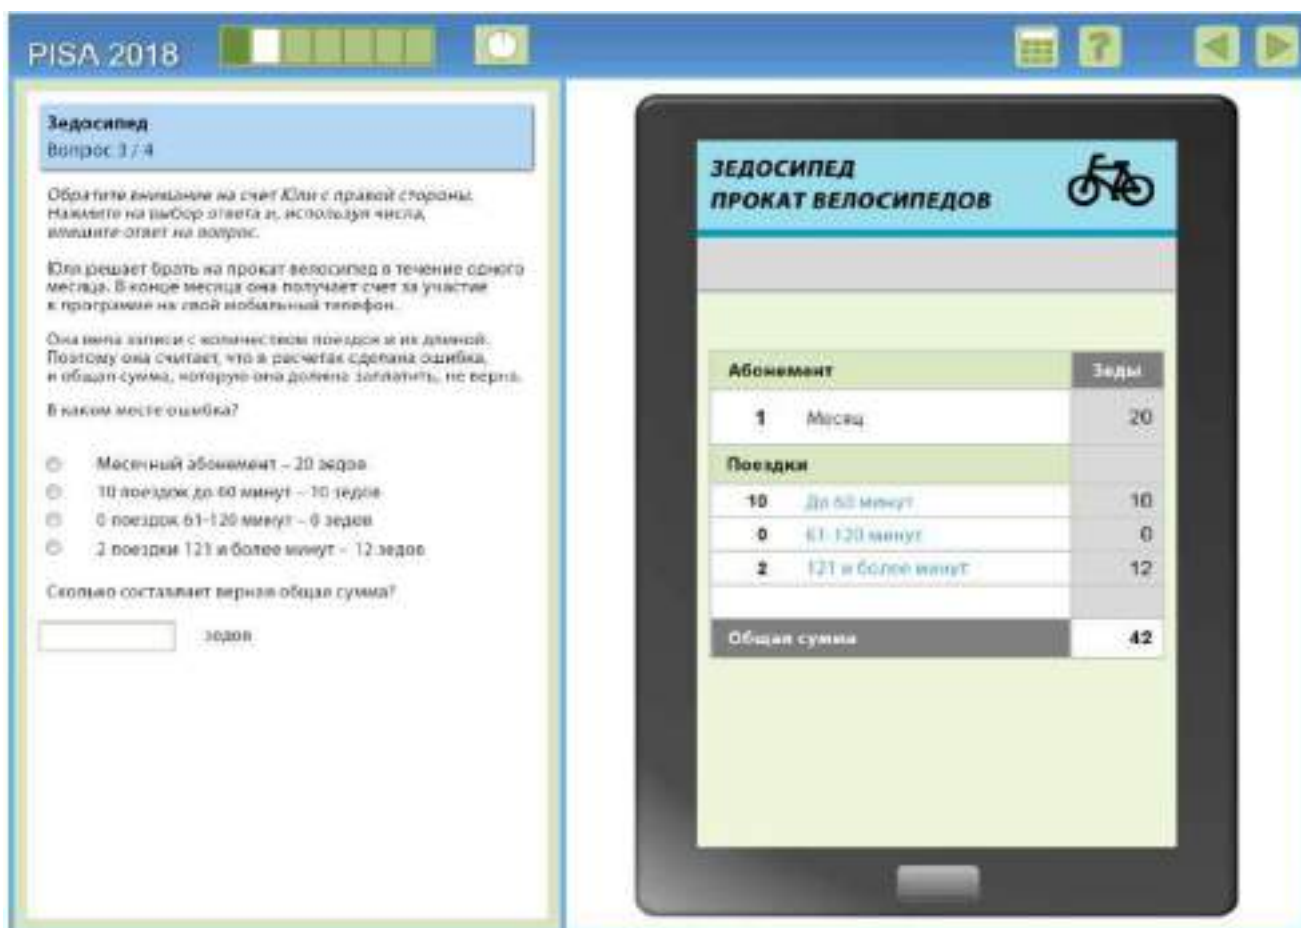 PISA 2018
?
Зедосипед
Вопрос 3 / 4
Обратите внимание на счет Юли с правой стороны.
Нажмите на выбор ответа и, используя числа,
впишите ответ на вопрос.
Юля решает брать на прокат велосипед в течение одного
месяца. В конце месяца она получает счет за участие
в программе на свой мобильный телефон.
Она вела записи с количеством поездок и их длиной.
Поэтому она считает, что в расчетах сделана ошибка,
и общая сумма, которую она должна заплатить, не верна.
В каком месте ошибка?
Месячный абонемент – 20 зедов
10 поездок до 60 минут – 10 зедов
0 поездок 61-120 минут – 0 зедов
2 поездки 121 и более минут – 12 зедов
Сколько составляет верная общая сумма?
зедов
ЗЕДОСИПЕД
ПРОКАТ ВЕЛОСИПЕДОВ
Абонемент Зеды
1 Месяц 20
Поездки
10 До 60 минут 10
0 61-120 минут 0
2 121 и более минут 12
Общая сумма 42